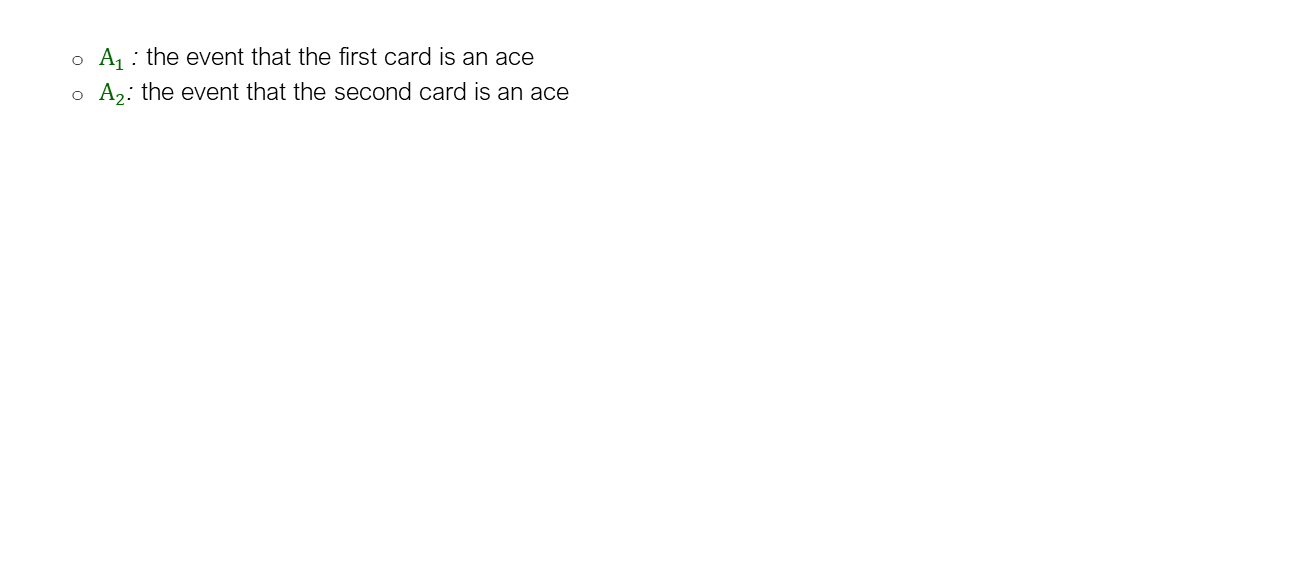 ○ A₁ : the event that the first card is an ace
○ A₂: the event that the second card is an ace